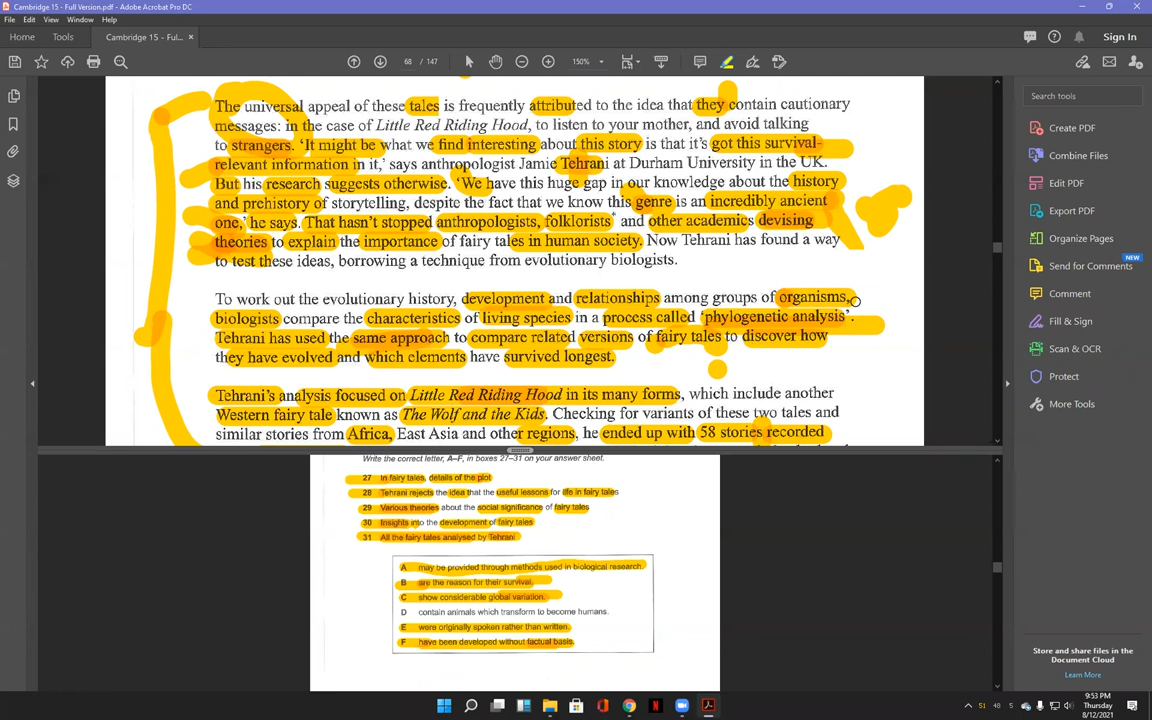 Cambridge 15 - Full Version.pdf - Adobe Acrobat Pro DC
File Edit View Window Help
Home Tools Cambridge 15 - Full... × Sign In
68 / 147 150%
The universal appeal of these tales is frequently attributed to the idea that they contain cautionary
messages: in the case of Little Red Riding Hood, to listen to your mother, and avoid talking
to strangers. ‘It might be what we find interesting about this story is that it’s got this survival-
relevant information in it,’ says anthropologist Jamie Tehrani at Durham University in the UK.
But his research suggests otherwise. ‘We have this huge gap in our knowledge about the history
and prehistory of storytelling, despite the fact that we know this genre is an incredibly ancient
one,’ he says. That hasn’t stopped anthropologists, folklorists* and other academics devising
theories to explain the importance of fairy tales in human society. Now Tehrani has found a way
to test these ideas, borrowing a technique from evolutionary biologists.
To work out the evolutionary history, development and relationships among groups of organisms,
biologists compare the characteristics of living species in a process called ‘phylogenetic analysis’.
Tehrani has used the same approach to compare related versions of fairy tales to discover how
they have evolved and which elements have survived longest.
Tehrani’s analysis focused on Little Red Riding Hood in its many forms, which include another
Western fairy tale known as The Wolf and the Kids. Checking for variants of these two tales and
similar stories from Africa, East Asia and other regions, he ended up with 58 stories recorded
Write the correct letter, A–F, in boxes 27–31 on your answer sheet.
27 In fairy tales, details of the plot
28 Tehrani rejects the idea that the useful lessons for life in fairy tales
29 Various theories about the social significance of fairy tales
30 Insights into the development of fairy tales
31 All the fairy tales analysed by Tehrani
A may be provided through methods used in biological research.
B are the reason for their survival.
C show considerable global variation.
D contain animals which transform to become humans.
E were originally spoken rather than written.
F have been developed without factual basis.
Search tools
Create PDF
Combine Files
Edit PDF
Export PDF
Organize Pages
NEW
Send for Comments
Comment
Fill & Sign
Scan & OCR
Protect
More Tools
Store and share files in the
Document Cloud
Learn More
51 48 5
9:53 PM
Thursday
8/12/2021